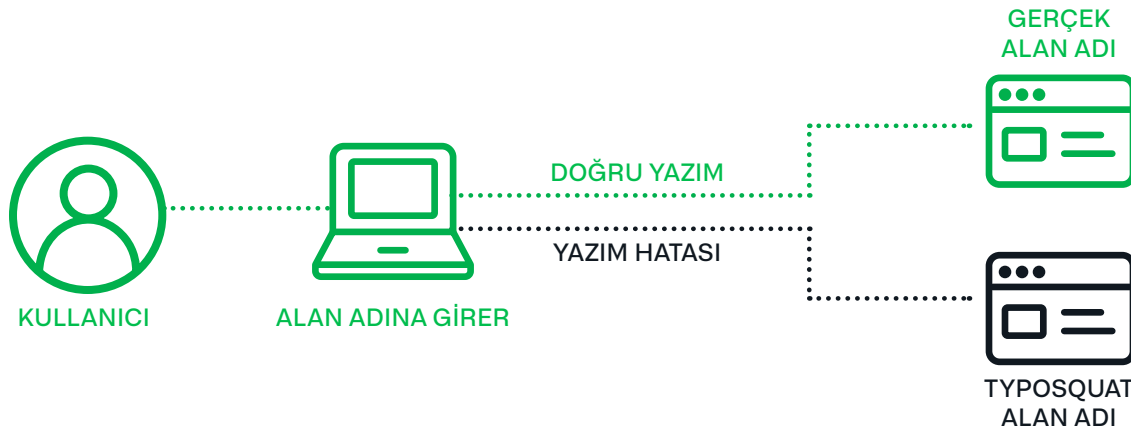 GERÇEK
ALAN ADI
DOĞRU YAZIM
YAZIM HATASI
KULLANICI
ALAN ADINA GİRER
TYPOSQUAT
ALAN ADI